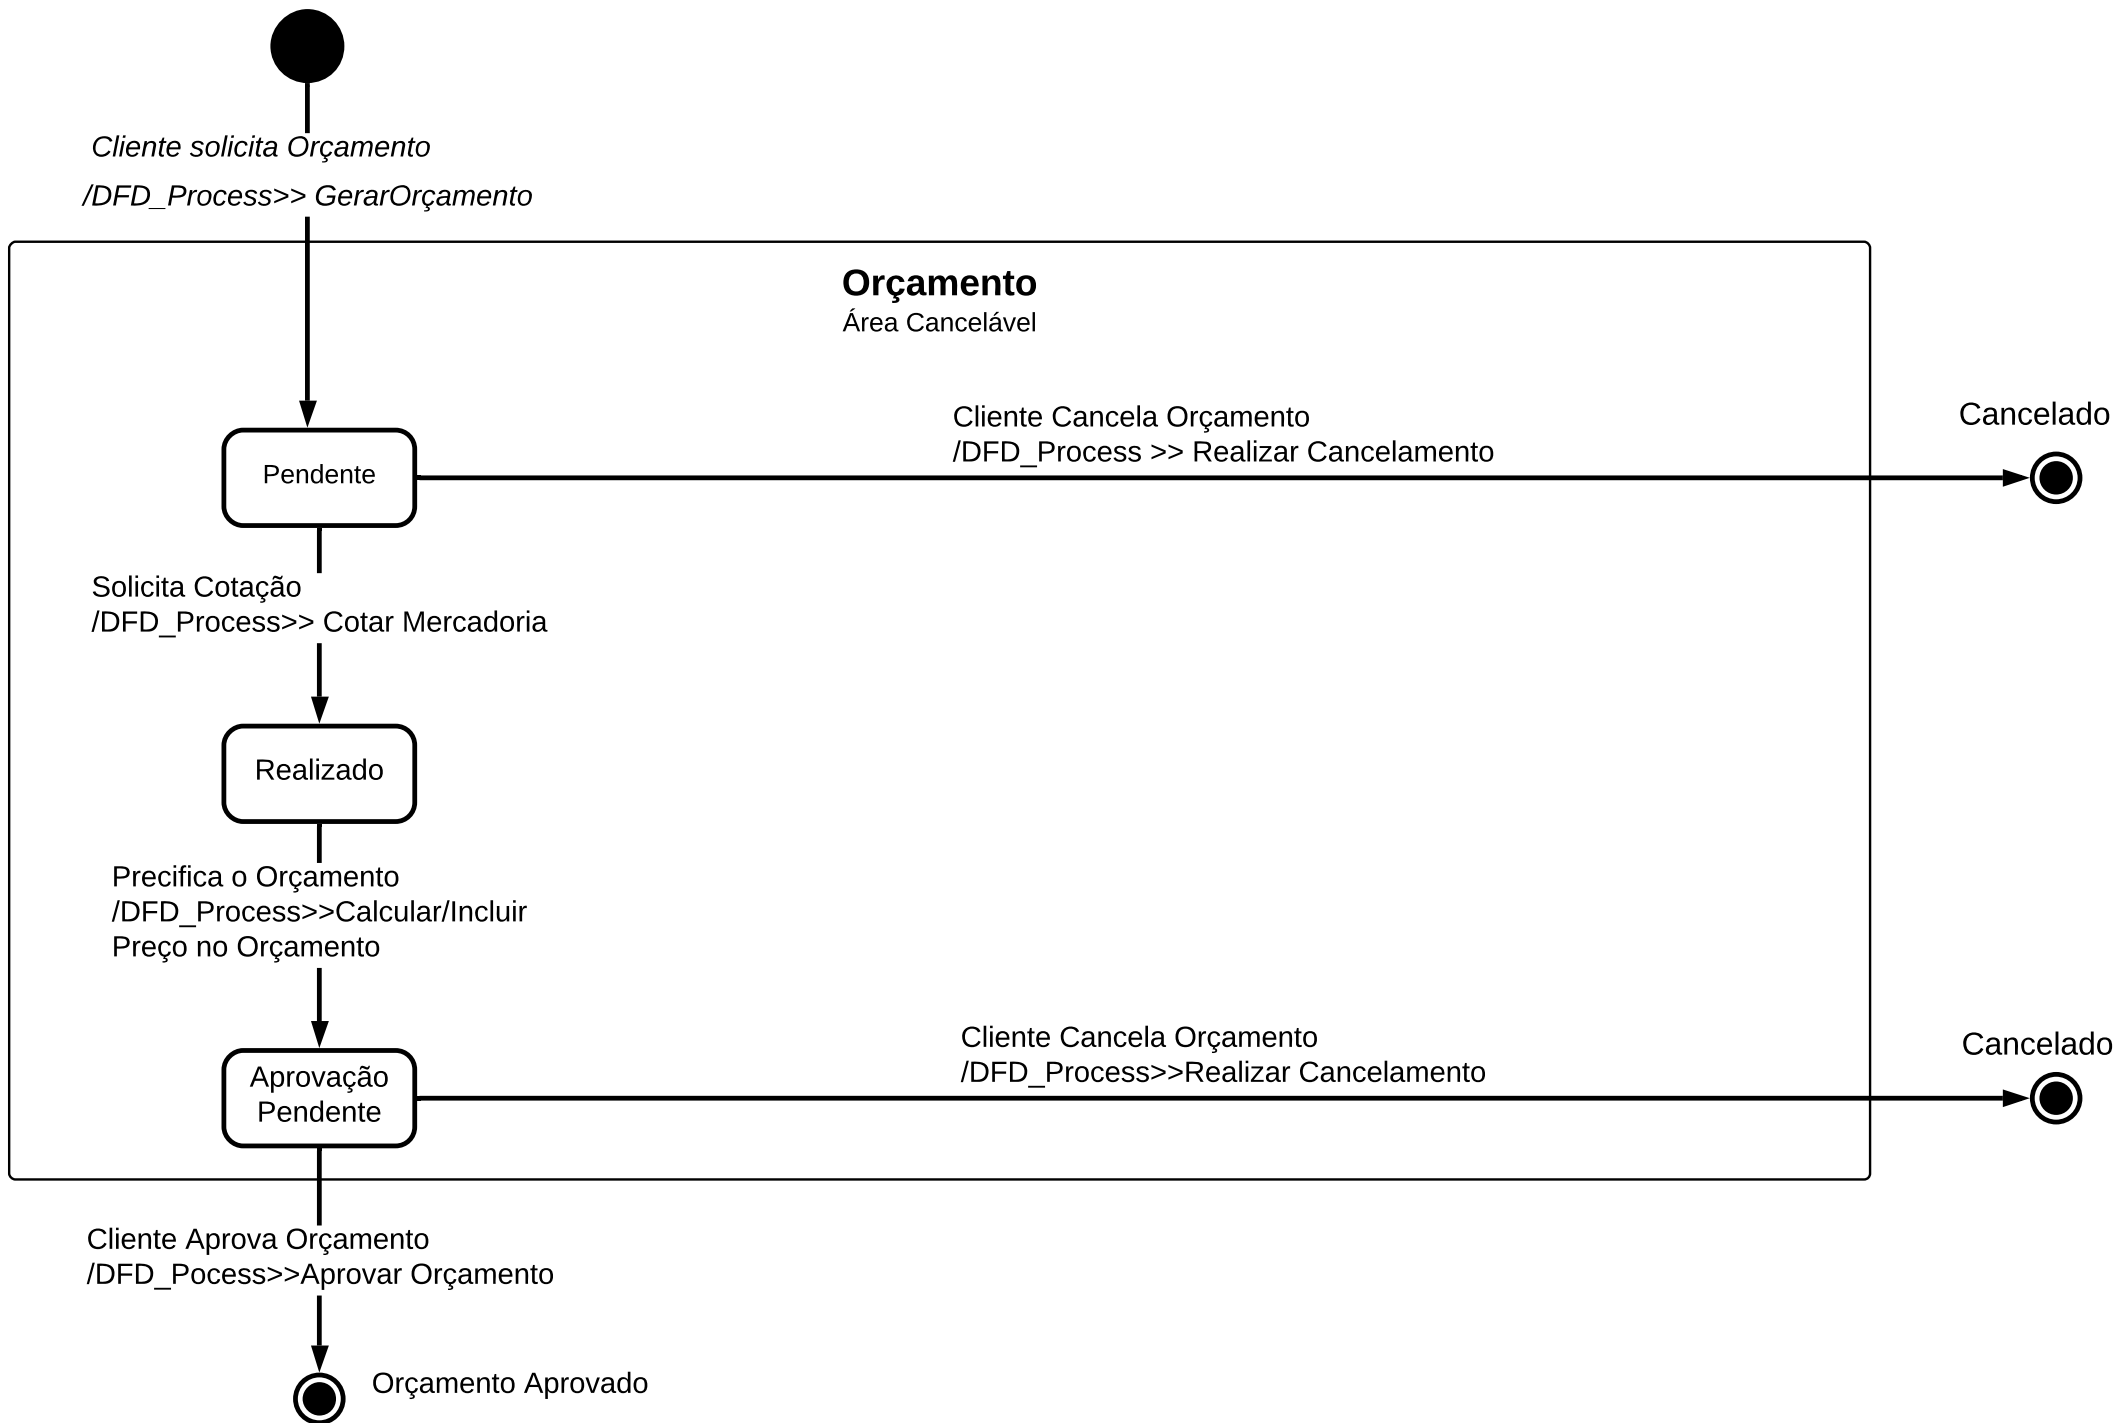 Cliente solicita Orçamento
/DFD_Process>> GerarOrçamento
Orçamento
Área Cancelável
Cliente Cancela Orçamento
/DFD_Process >> Realizar Cancelamento
Cancelado
Pendente
Solicita Cotação
/DFD_Process>> Cotar Mercadoria
Realizado
Precifica o Orçamento
/DFD_Process>>Calcular/Incluir
Preço no Orçamento
Cliente Cancela Orçamento
/DFD_Process>>Realizar Cancelamento
Cancelado
Aprovação
Pendente
Cliente Aprova Orçamento
/DFD_Pocess>>Aprovar Orçamento
Orçamento Aprovado